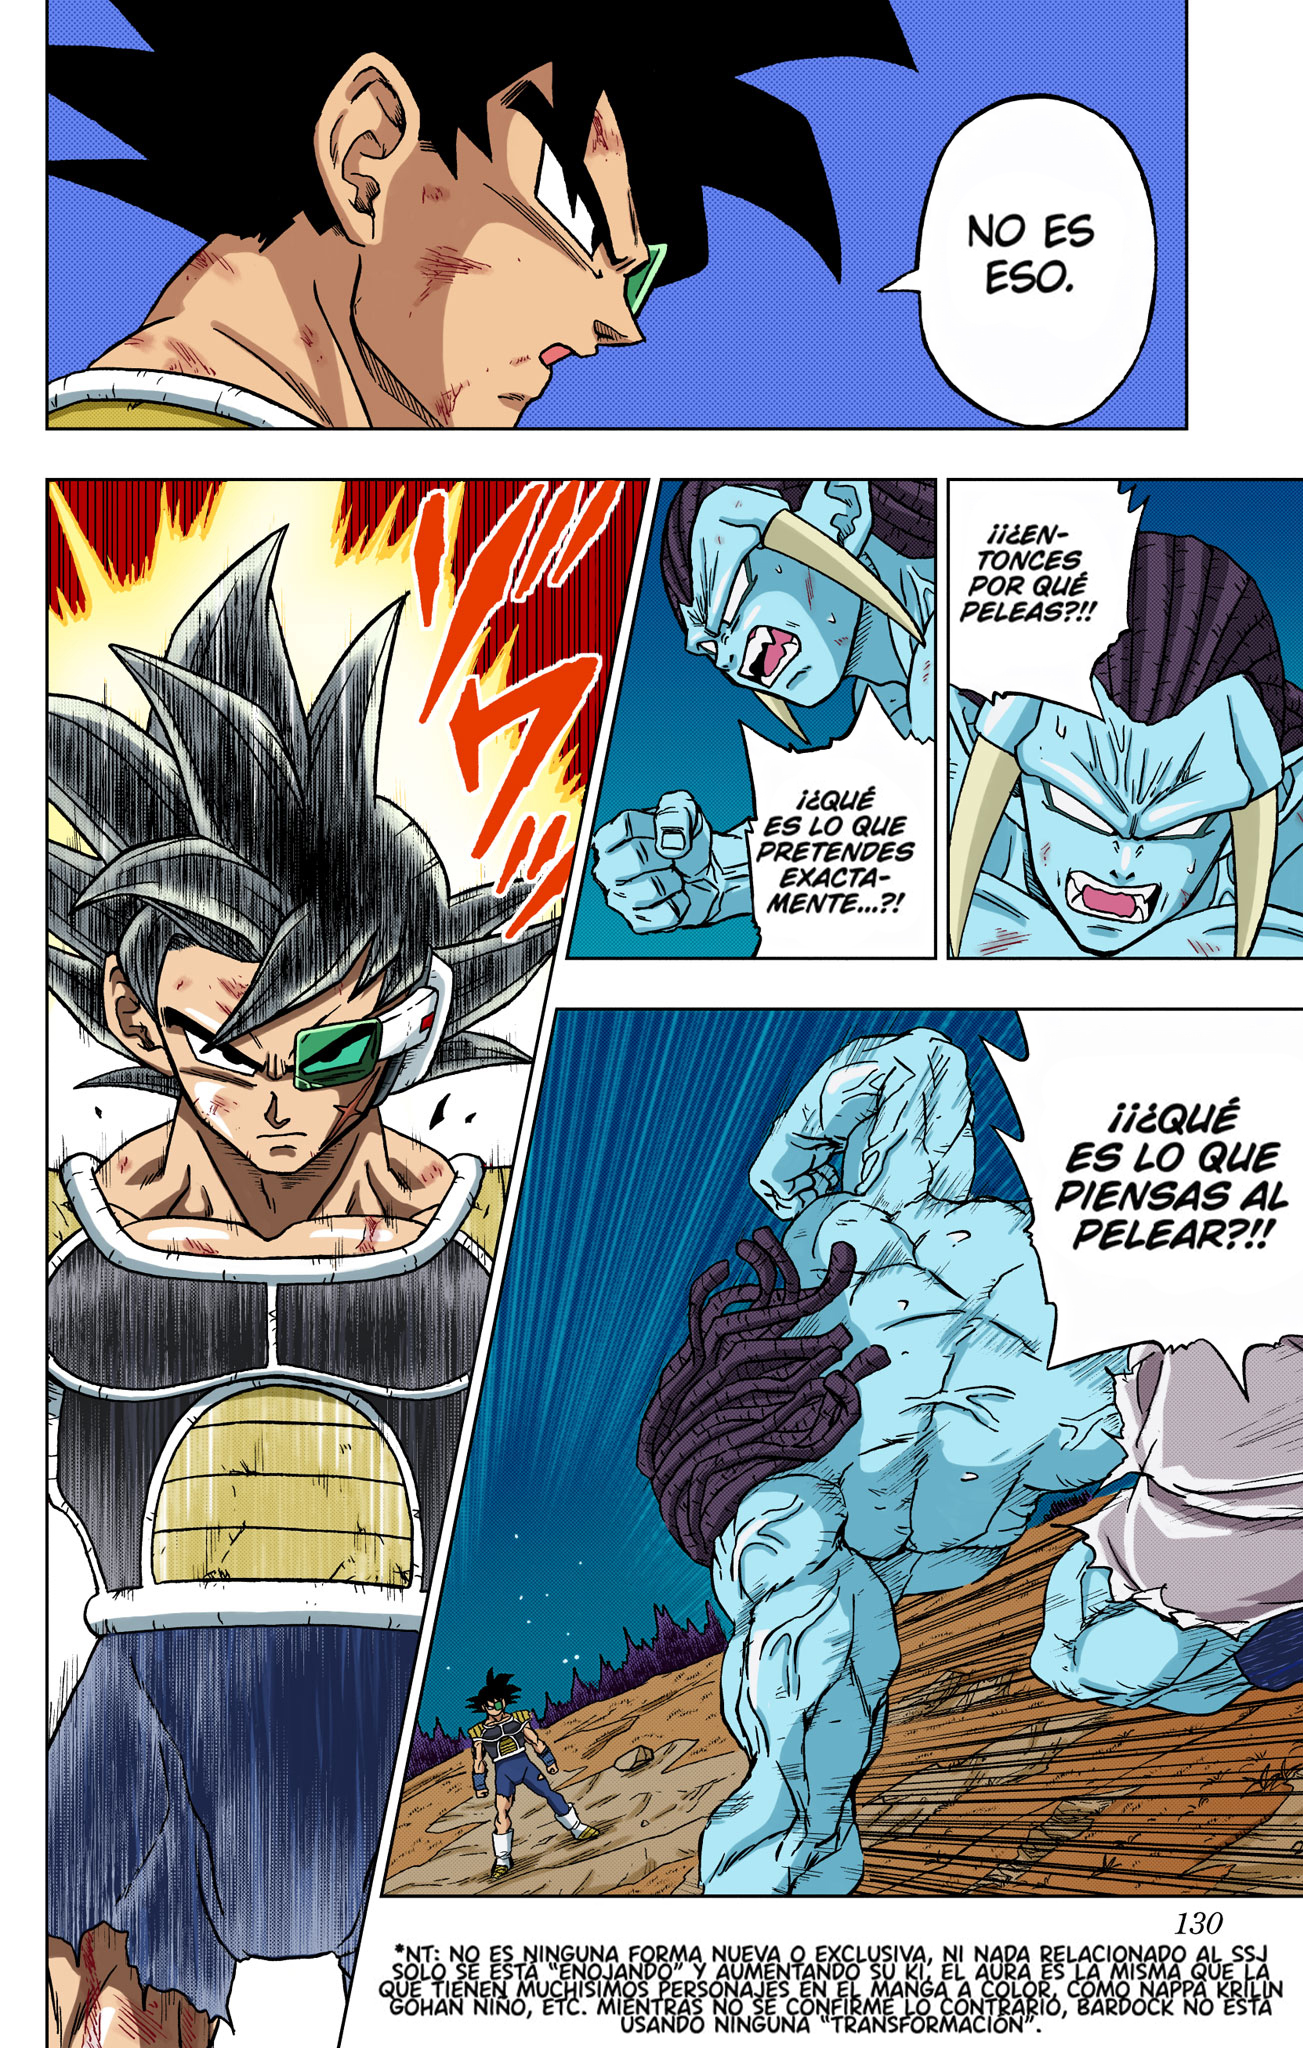 NO ES
ESO.
¡¡¿EN-
TONCES
POR QUÉ
PELEAS?!!
¡¿QUÉ
ES LO QUE
PRETENDES
EXACTA-
MENTE...?!
¡¡¿QUÉ
ES LO QUE
PIENSAS AL
PELEAR?!!
130
*NT: NO ES NINGUNA FORMA NUEVA O EXCLUSIVA, NI NADA RELACIONADO AL SSJ
SOLO SE ESTA “ENOJANDO” Y AUMENTANDO SU KI, EL AURA ES LA MISMA QUE LA
QUE TIENEN MUCHISIMOS PERSONAJES EN EL MANGA A COLOR, COMO NAPPA KRILIN
GOHAN NIÑO, ETC. MIENTRAS NO SE CONFIRME LO CONTRARIO, BARDOCK NO ESTA
USANDO NINGUNA “TRANSFORMACIÓN”.